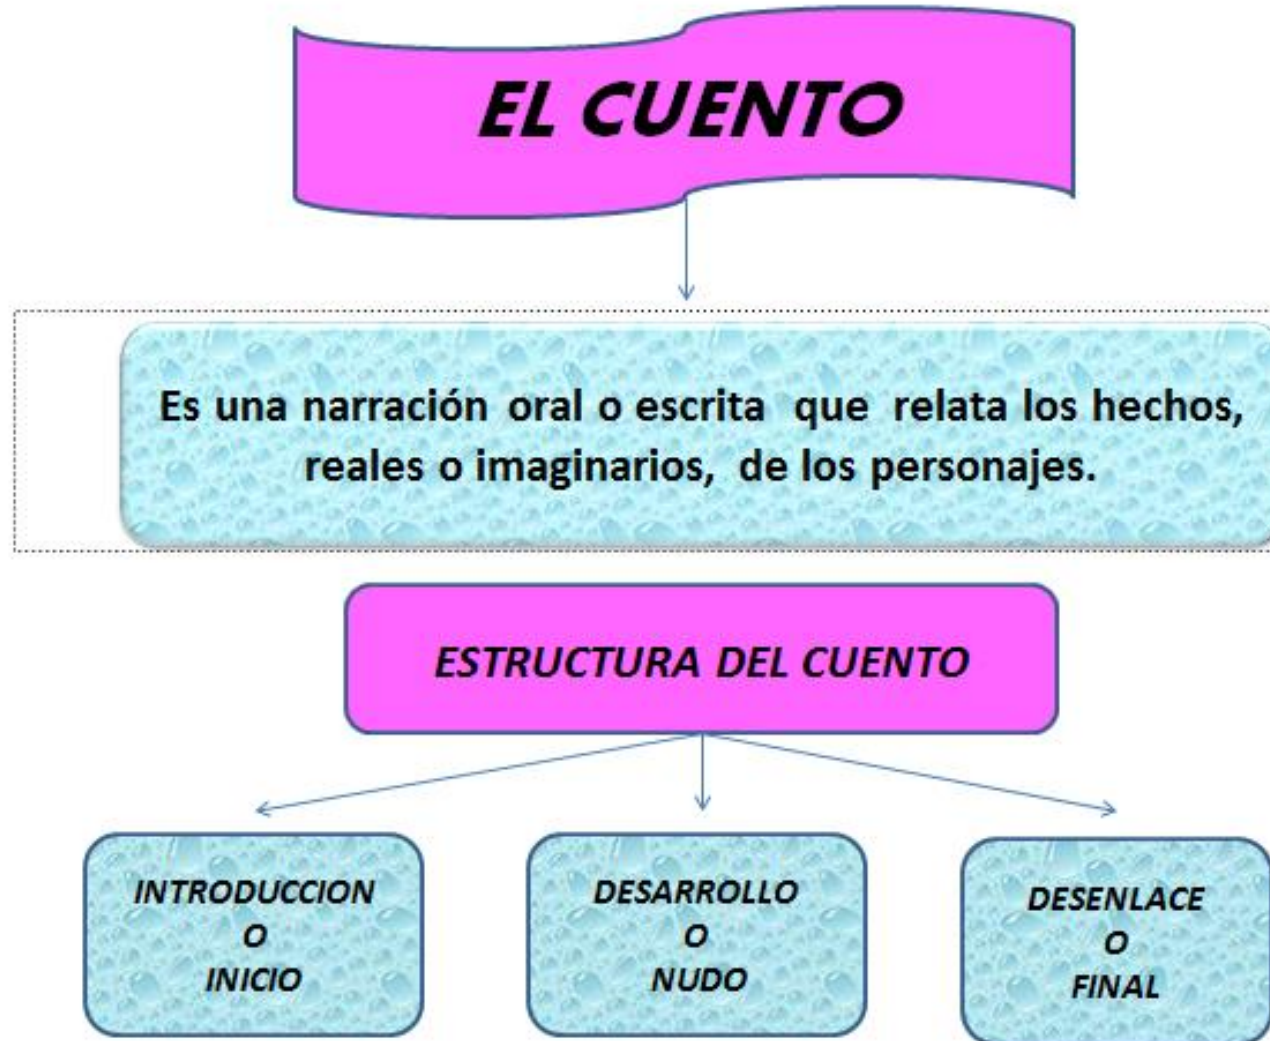 EL CUENTO
Es una narración oral o escrita que relata los hechos,
reales o imaginarios, de los personajes.
ESTRUCTURA DEL CUENTO
INTRODUCCION
O
INICIO
DESARROLLO
O
NUDO
DESENLACE
O
FINAL